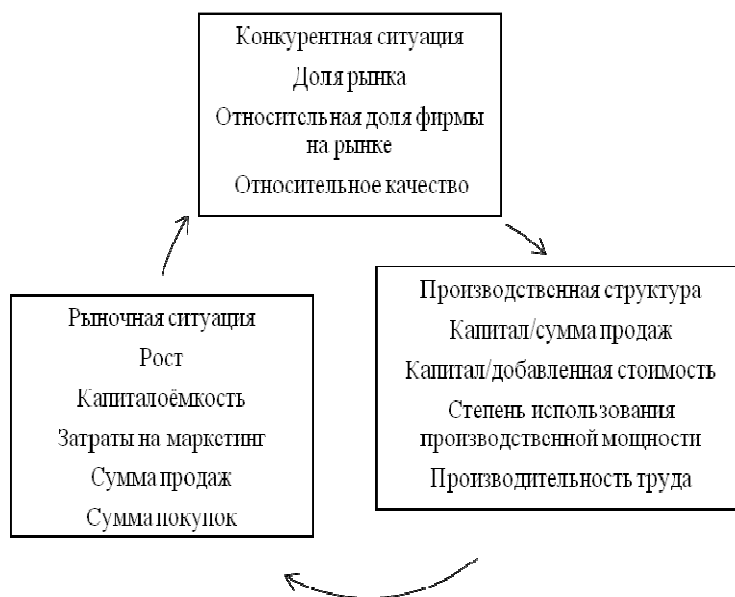 Конкурентная ситуация
Доля рынка
Относительная доля фирмы
на рынке
Относительное качество
Рыночная ситуация
Рост
Капиталоёмкость
Затраты на маркетинг
Сумма продаж
Сумма покупок
Производственная структура
Капитал/сумма продаж
Капитал/добавленная стоимость
Степень использования
производственной мощности
Производительность труда